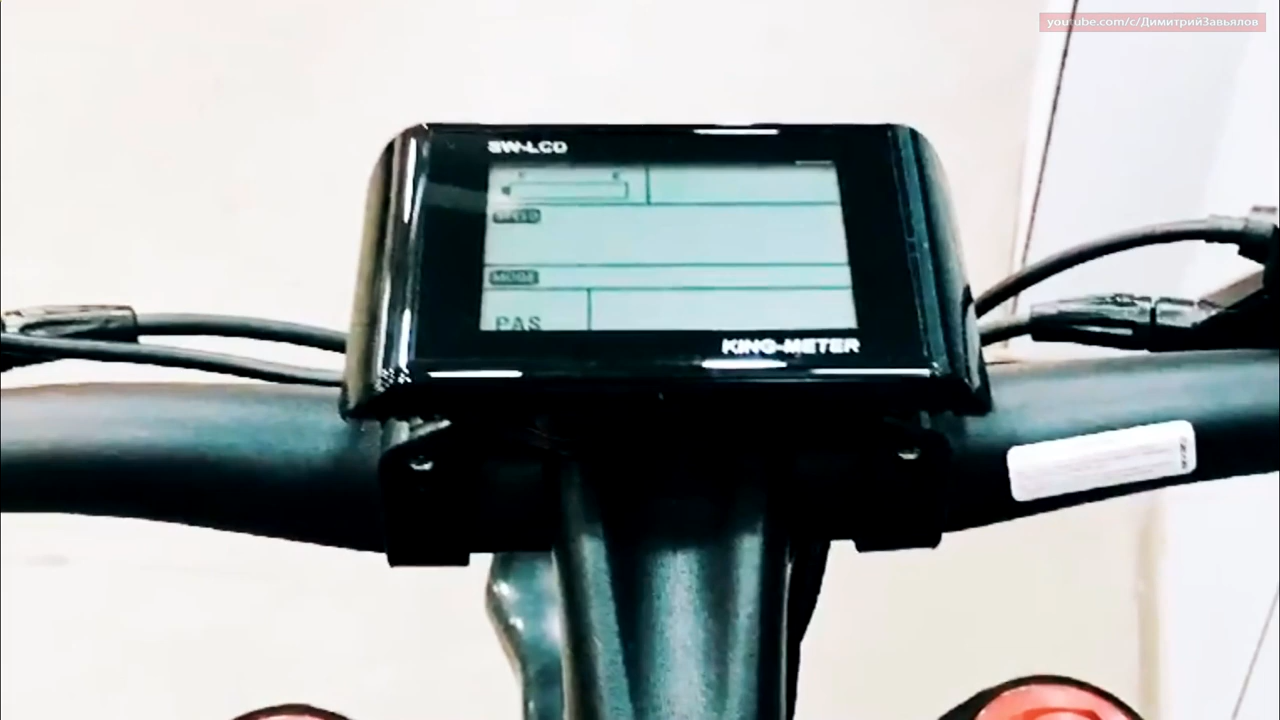 youtube.com/c/ДимитрийЗавьялов
SW-LCD
SPEED
MODE
PAS
KING-METER